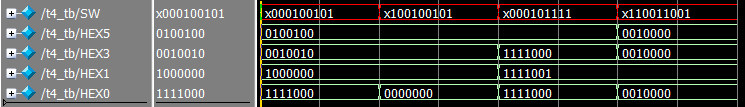 /t4_tb/SW x000100101 x000100101 x100100101 x000101111 x110011001
/t4_tb/HEX5 0100100 0100100 0010000
/t4_tb/HEX3 0010010 0010010 1111000 0010000
/t4_tb/HEX1 1000000 1000000 1111001
/t4_tb/HEX0 1111000 1111000 0000000 1111000 0010000